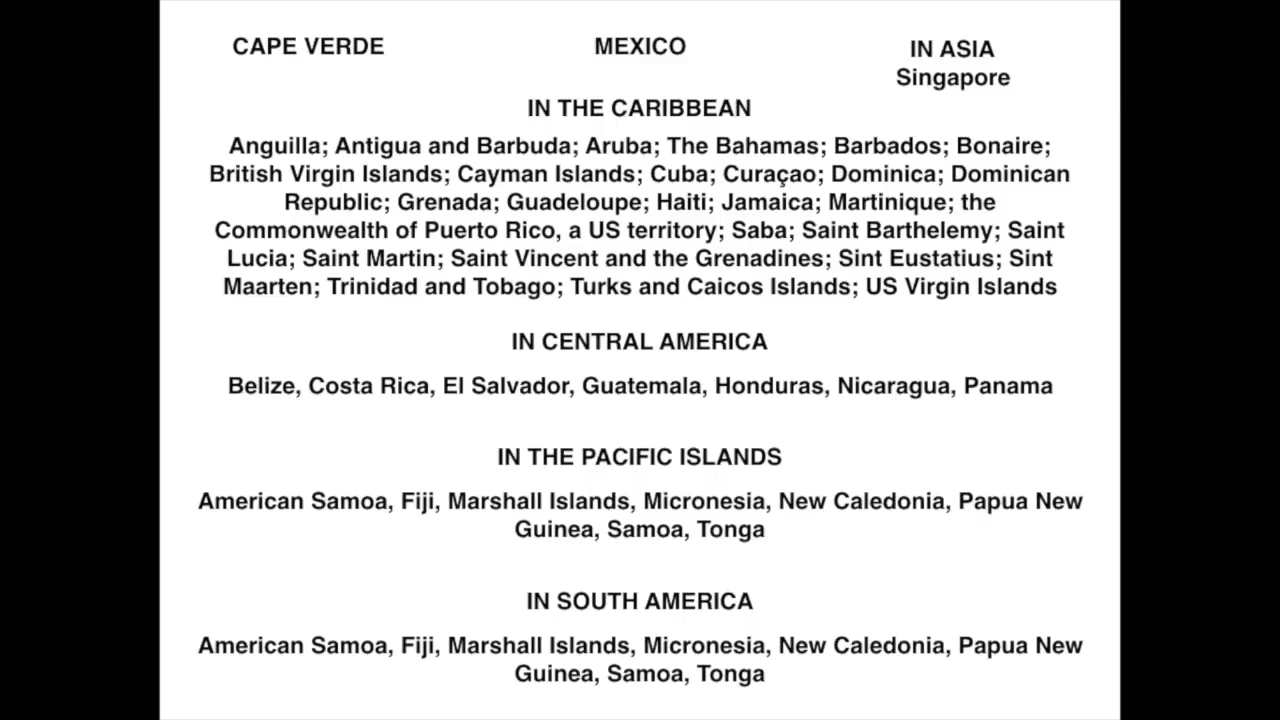 CAPE VERDE
MEXICO
IN ASIA
Singapore
IN THE CARIBBEAN
Anguilla; Antigua and Barbuda; Aruba; The Bahamas; Barbados; Bonaire;
British Virgin Islands; Cayman Islands; Cuba; Curaçao; Dominica; Dominican
Republic; Grenada; Guadeloupe; Haiti; Jamaica; Martinique; the
Commonwealth of Puerto Rico, a US territory; Saba; Saint Barthelemy; Saint
Lucia; Saint Martin; Saint Vincent and the Grenadines; Sint Eustatius; Sint
Maarten; Trinidad and Tobago; Turks and Caicos Islands; US Virgin Islands
IN CENTRAL AMERICA
Belize, Costa Rica, El Salvador, Guatemala, Honduras, Nicaragua, Panama
IN THE PACIFIC ISLANDS
American Samoa, Fiji, Marshall Islands, Micronesia, New Caledonia, Papua New
Guinea, Samoa, Tonga
IN SOUTH AMERICA
American Samoa, Fiji, Marshall Islands, Micronesia, New Caledonia, Papua New
Guinea, Samoa, Tonga